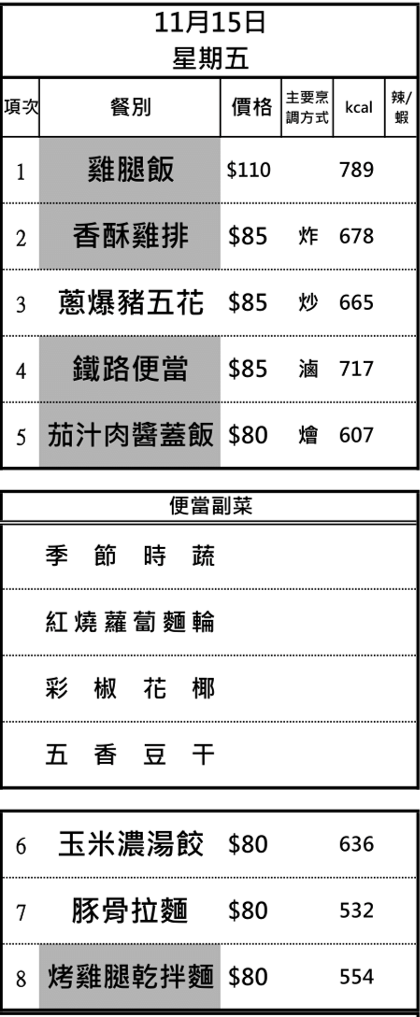 11月15日
星期五
項次 餐別 價格 主要烹調方式 kcal 辣/蝦
1 雞腿飯 $110 789
2 香酥雞排 $85 炸 678
3 蔥爆豬五花 $85 炒 665
4 鐵路便當 $85 滷 717
5 茄汁肉醬蓋飯 $80 燴 607
便當副菜
季節時蔬
紅燒蘿蔔麵輪
彩椒花椰
五香豆干
6 玉米濃湯餃 $80 636
7 豚骨拉麵 $80 532
8 烤雞腿乾拌麵 $80 554